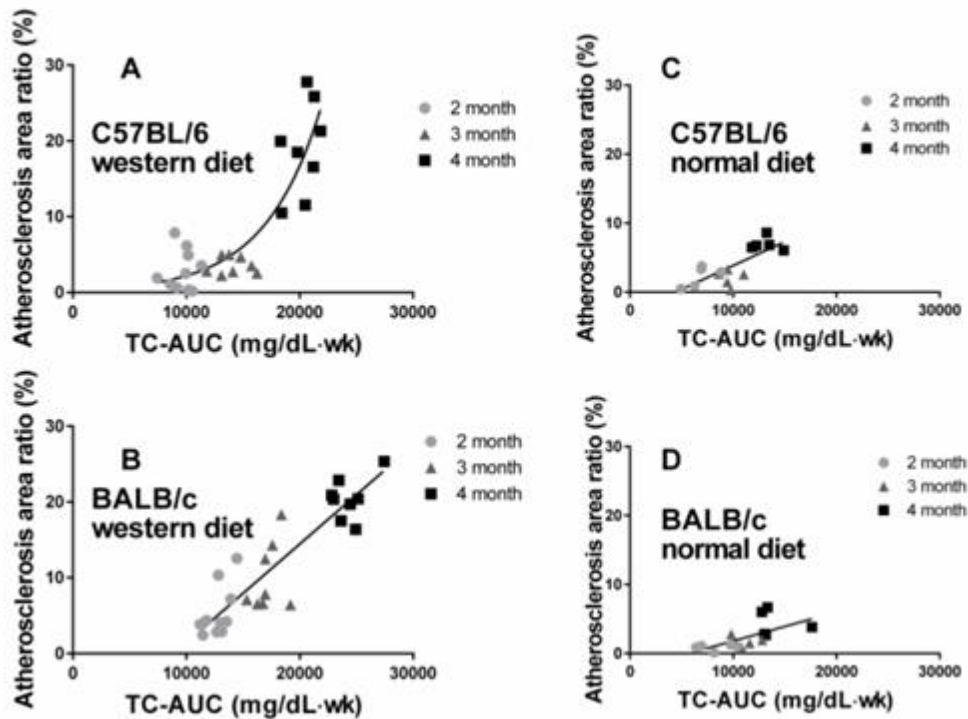 Atherosclerosis area ratio (%)
30
20
10
0
A
C57BL/6
western diet
2 month
3 month
4 month
0
10000
20000
30000
TC-AUC (mg/dL·wk)
Atherosclerosis area ratio (%)
30
20
10
0
C
C57BL/6
normal diet
2 month
3 month
4 month
0
10000
20000
30000
TC-AUC (mg/dL·wk)
Atherosclerosis area ratio (%)
30
20
10
0
B
BALB/c
western diet
2 month
3 month
4 month
0
10000
20000
30000
TC-AUC (mg/dL·wk)
Atherosclerosis area ratio (%)
30
20
10
0
D
BALB/c
normal diet
2 month
3 month
4 month
0
10000
20000
30000
TC-AUC (mg/dL·wk)